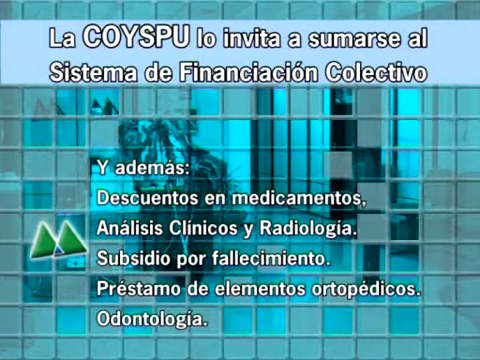 La COYSPU lo invita a sumarse al
Sistema de Financiación Colectivo
Y además:
Descuentos en medicamentos,
Análisis Clínicos y Radiología.
Subsidio por fallecimiento.
Préstamo de elementos ortopédicos.
Odontología.